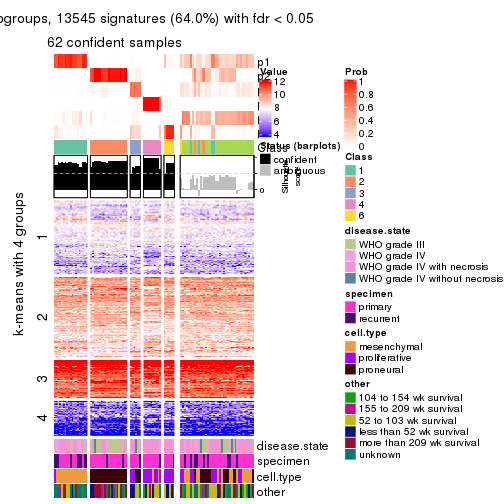 ogroups, 13545 signatures (64.0%) with fdr < 0.05
62 confident samples
p1
Value
12
10
8
6
4
Prob
1
0.8
0.6
0.4
0.2
0
Class
Status (barplots)
confident
ambiguous
0
Silhouette
score
Class
1
2
3
4
6
disease.state
WHO grade III
WHO grade IV
WHO grade IV with necrosis
WHO grade IV without necrosis
specimen
primary
recurrent
cell.type
mesenchymal
proliferative
proneural
other
104 to 154 wk survival
155 to 209 wk survival
52 to 103 wk survival
less than 52 wk survival
more than 209 wk survival
unknown
k-means with 4 groups
1
2
3
4
disease.state
specimen
cell.type
other